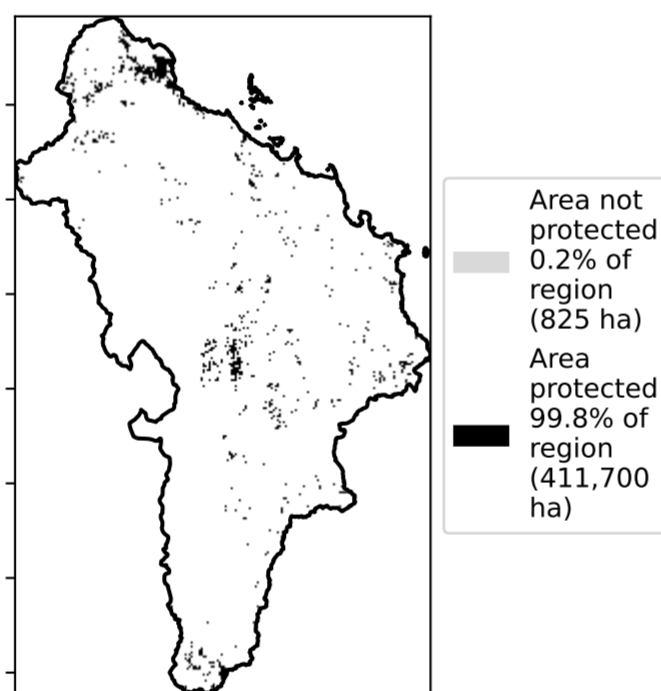 Area not
protected
0.2% of
region
(825 ha)
Area
protected
99.8% of
region
(411,700
ha)